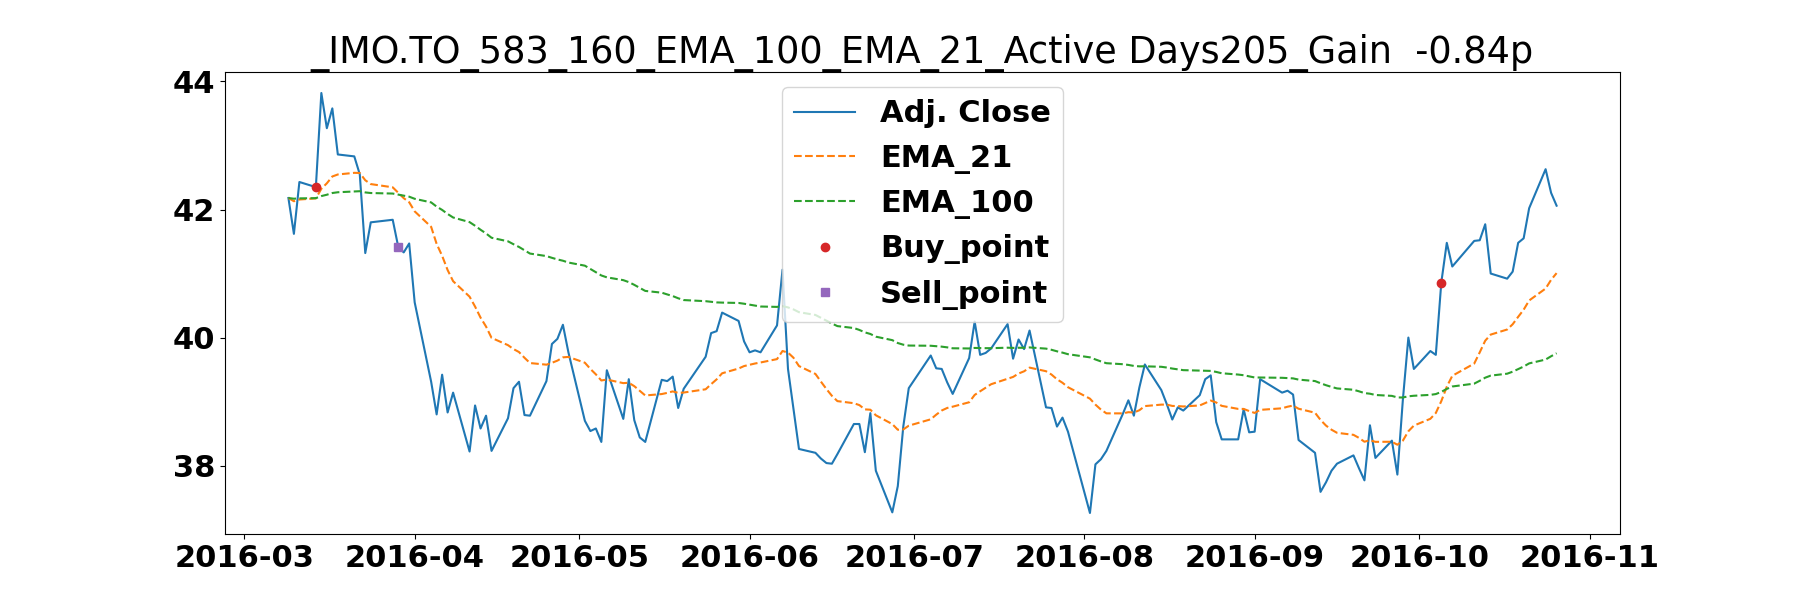 _IMO.TO_583_160_EMA_100_EMA_21_Active Days205_Gain  -0.84p
44
42
40
38
Adj. Close
EMA_21
EMA_100
Buy_point
Sell_point
2016-03 2016-04 2016-05 2016-06 2016-07 2016-08 2016-09 2016-10 2016-11